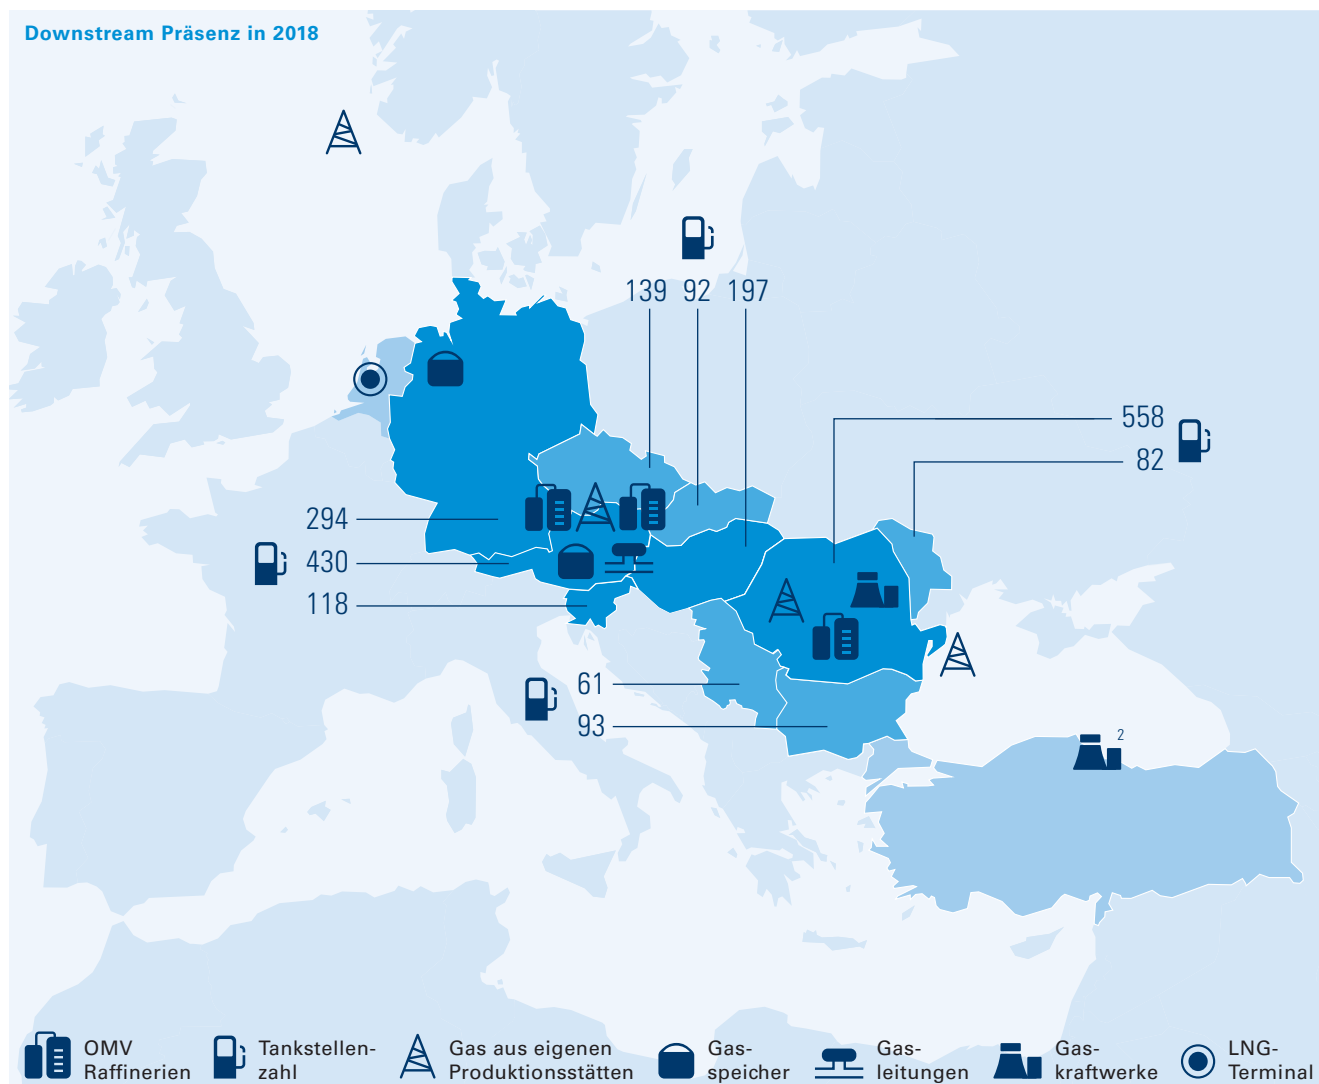 Downstream Präsenz in 2018
139 92 197
558
82
294
430
118
61
93
2
OMV
Raffinerien
Tankstellen-
zahl
Gas aus eigenen
Produktionsstätten
Gas-
speicher
Gas-
leitungen
Gas-
kraftwerke
LNG-
Terminal